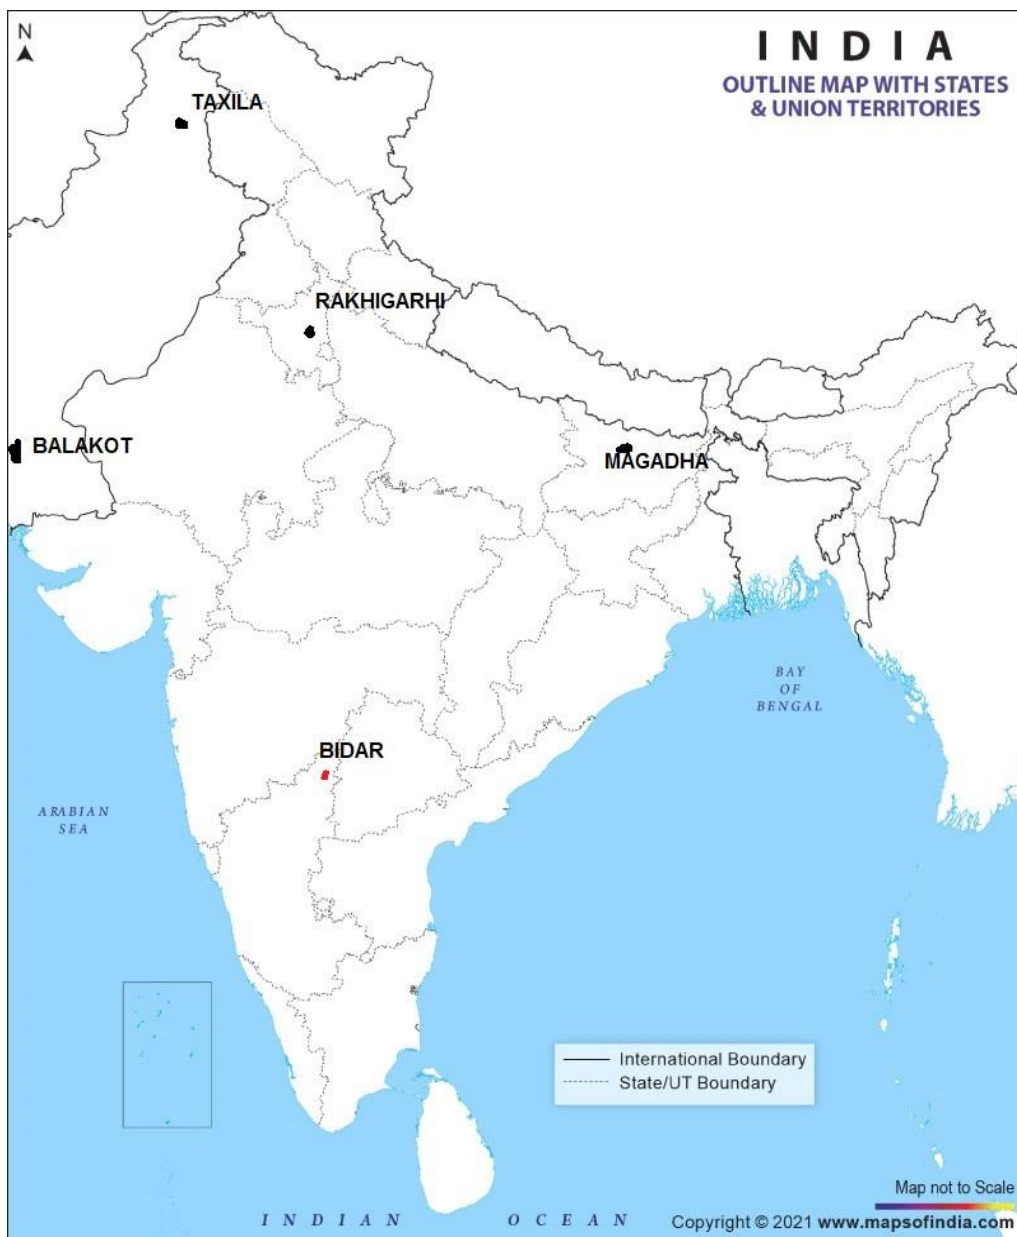 N
INDIA
OUTLINE MAP WITH STATES
& UNION TERRITORIES
TAXILA
RAKHIGARHI
BALAKOT
MAGADHA
BAY
OF
BENGAL
BIDAR
ARABIAN
SEA
International Boundary
State/UT Boundary
Map not to Scale
INDIAN OCEAN
Copyright © 2021 www.mapsofindia.com